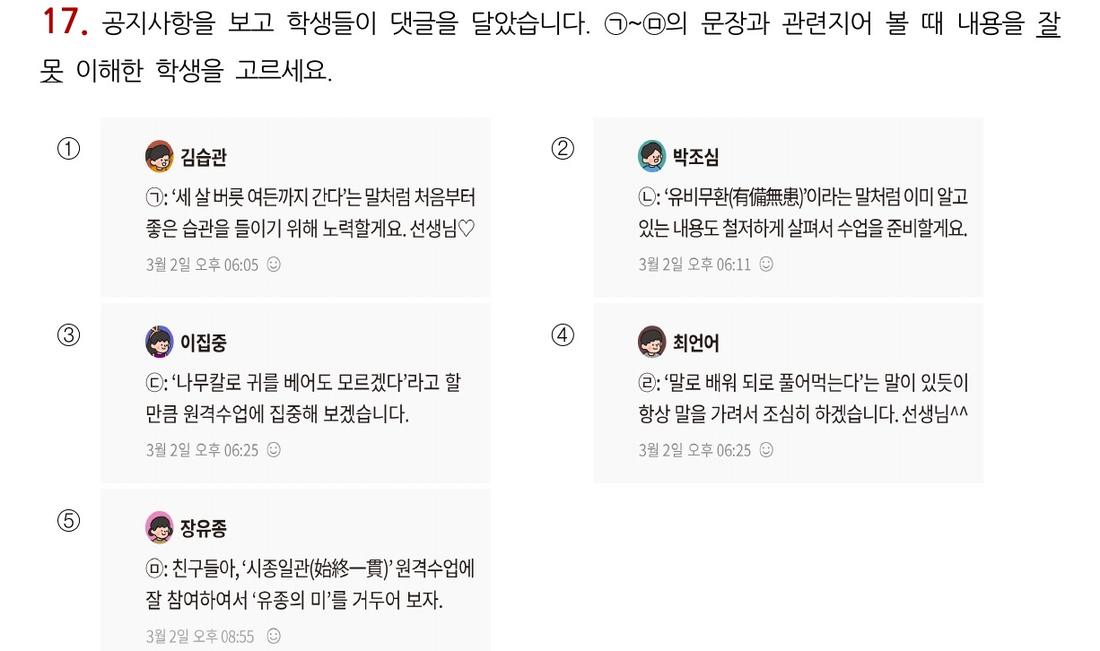 17. 공지사항을 보고 학생들이 댓글을 달았습니다. ㉠~㉤의 문장과 관련지어 볼 때 내용을 잘
못 이해한 학생을 고르세요.
① 김습관
㉠: ‘세 살 버릇 여든까지 간다’는 말처럼 처음부터
좋은 습관을 들이기 위해 노력할게요. 선생님♡
3월 2일 오후 06:05 ☺
② 박조심
㉡: ‘유비무환(有備無患)’이라는 말처럼 이미 알고
있는 내용도 철저하게 살펴서 수업을 준비할게요.
3월 2일 오후 06:11 ☺
③ 이집중
㉢: ‘나무칼로 귀를 베어도 모르겠다’라고 할
만큼 원격수업에 집중해 보겠습니다.
3월 2일 오후 06:25 ☺
④ 최언어
㉣: ‘말로 배워 되로 풀어먹는다’는 말이 있듯이
항상 말을 가려서 조심히 하겠습니다. 선생님^^
3월 2일 오후 06:25 ☺
⑤ 장유종
㉤: 친구들아, ‘시종일관(始終一貫)’ 원격수업에
잘 참여하여서 ‘유종의 미’를 거두어 보자.
3월 2일 오후 08:55 ☺